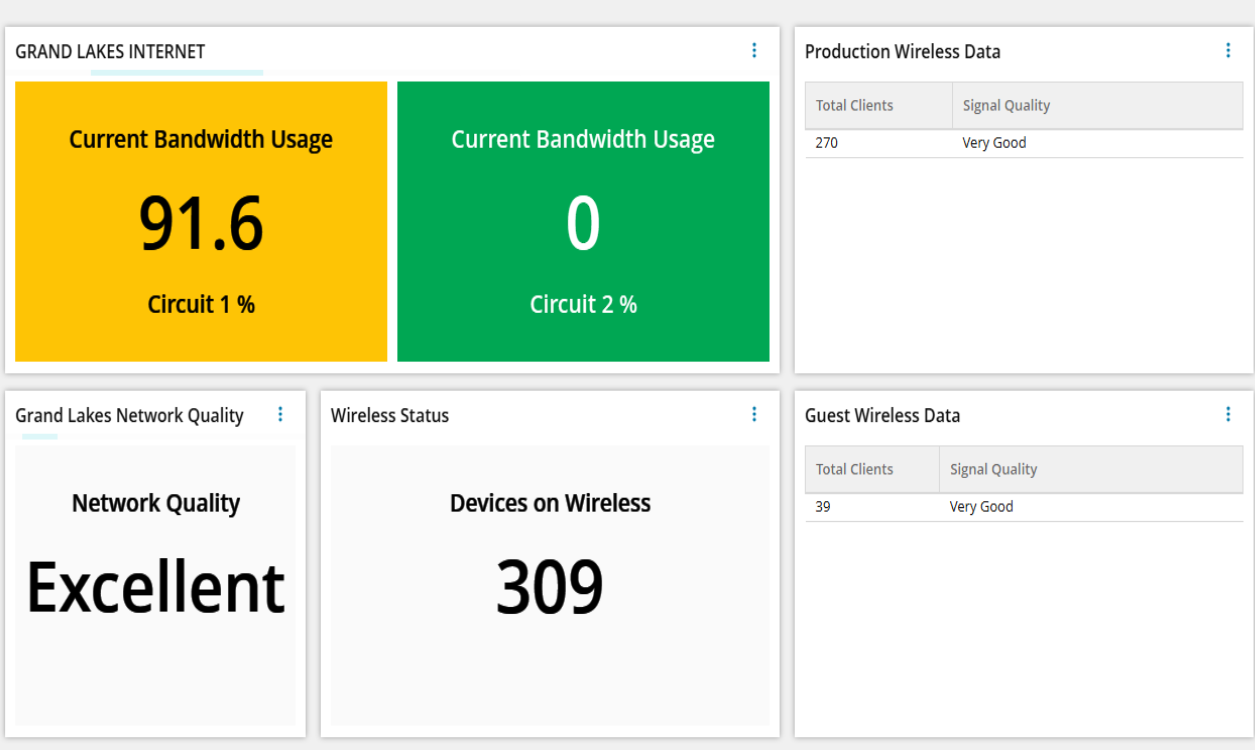 GRAND LAKES INTERNET
Current Bandwidth Usage
91.6
Circuit 1 %
Current Bandwidth Usage
0
Circuit 2 %
Production Wireless Data
Total Clients Signal Quality
270 Very Good
Grand Lakes Network Quality
Network Quality
Excellent
Wireless Status
Devices on Wireless
309
Guest Wireless Data
Total Clients Signal Quality
39 Very Good